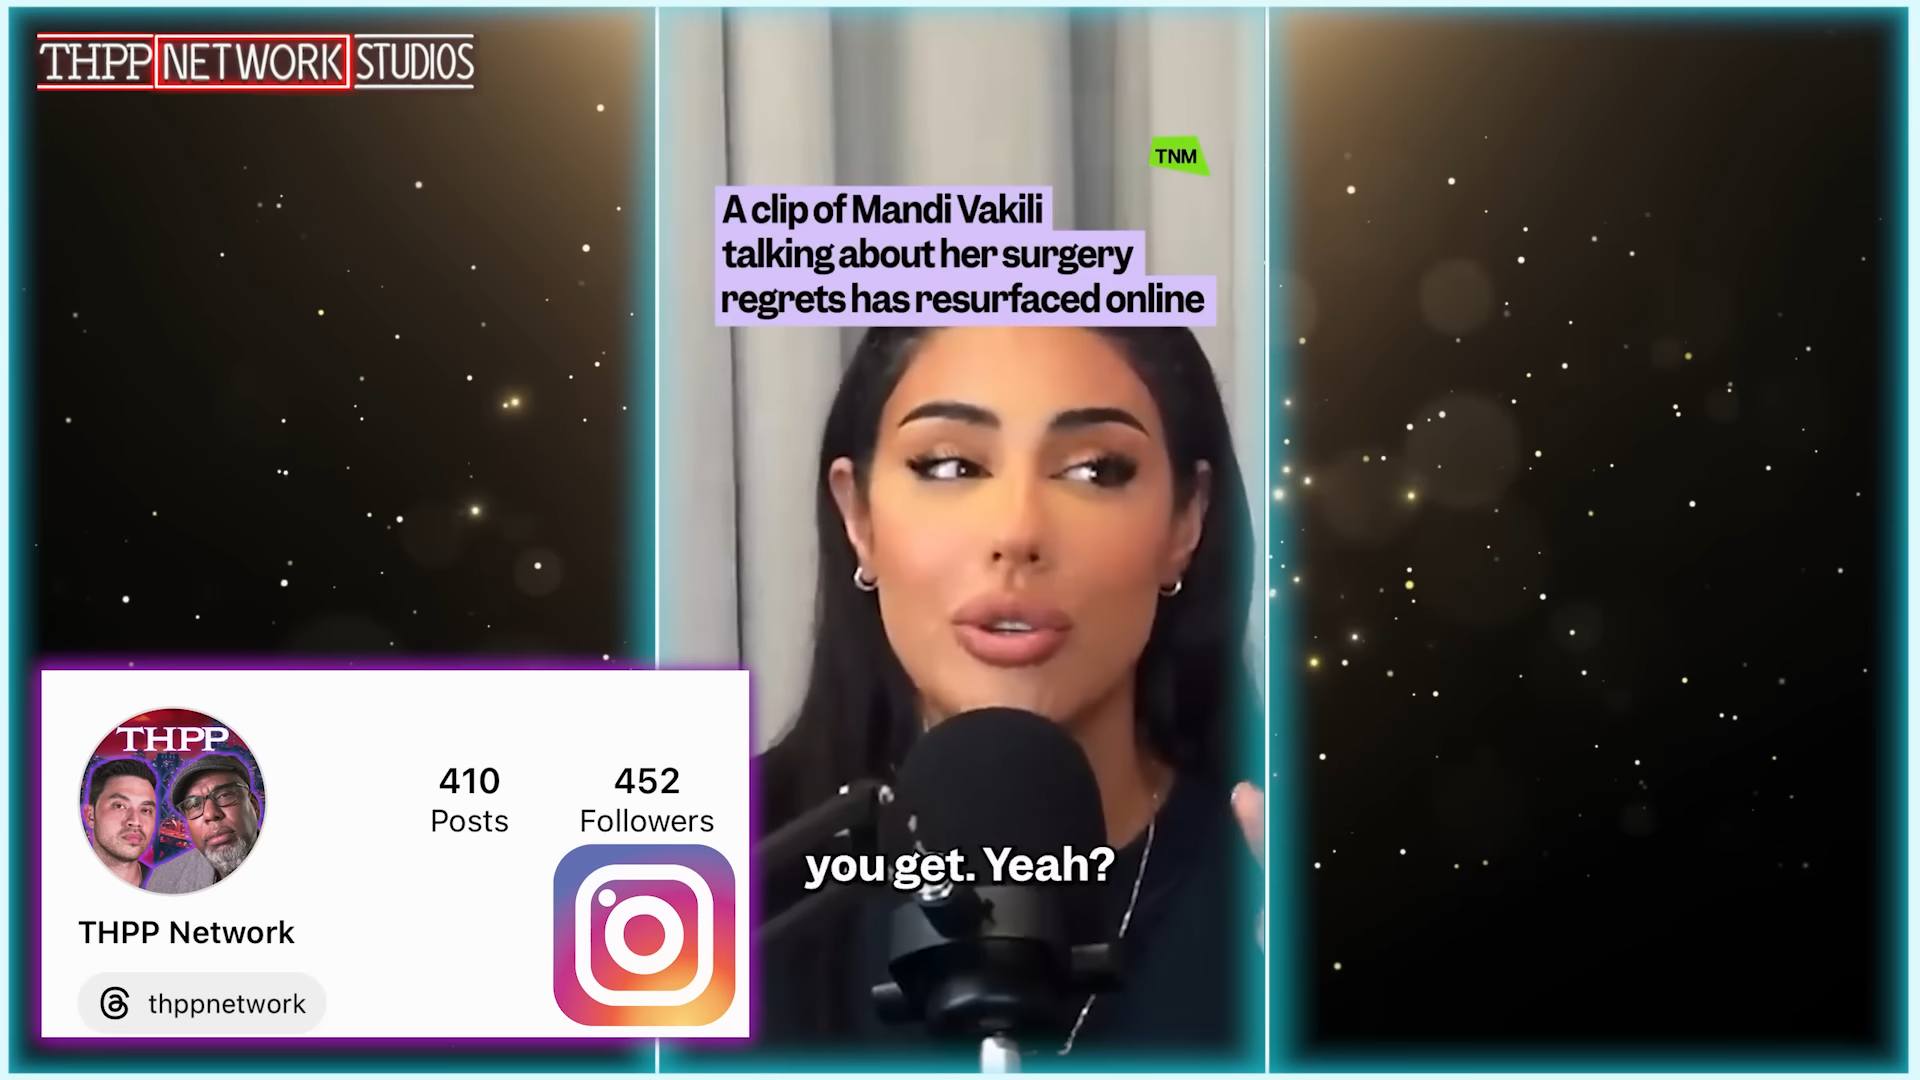 THPP NETWORK STUDIOS
TNM
A clip of Mandi Vakili
talking about her surgery
regrets has resurfaced online
you get. Yeah?
THPP
410
Posts
452
Followers
THPP Network
thppnetwork